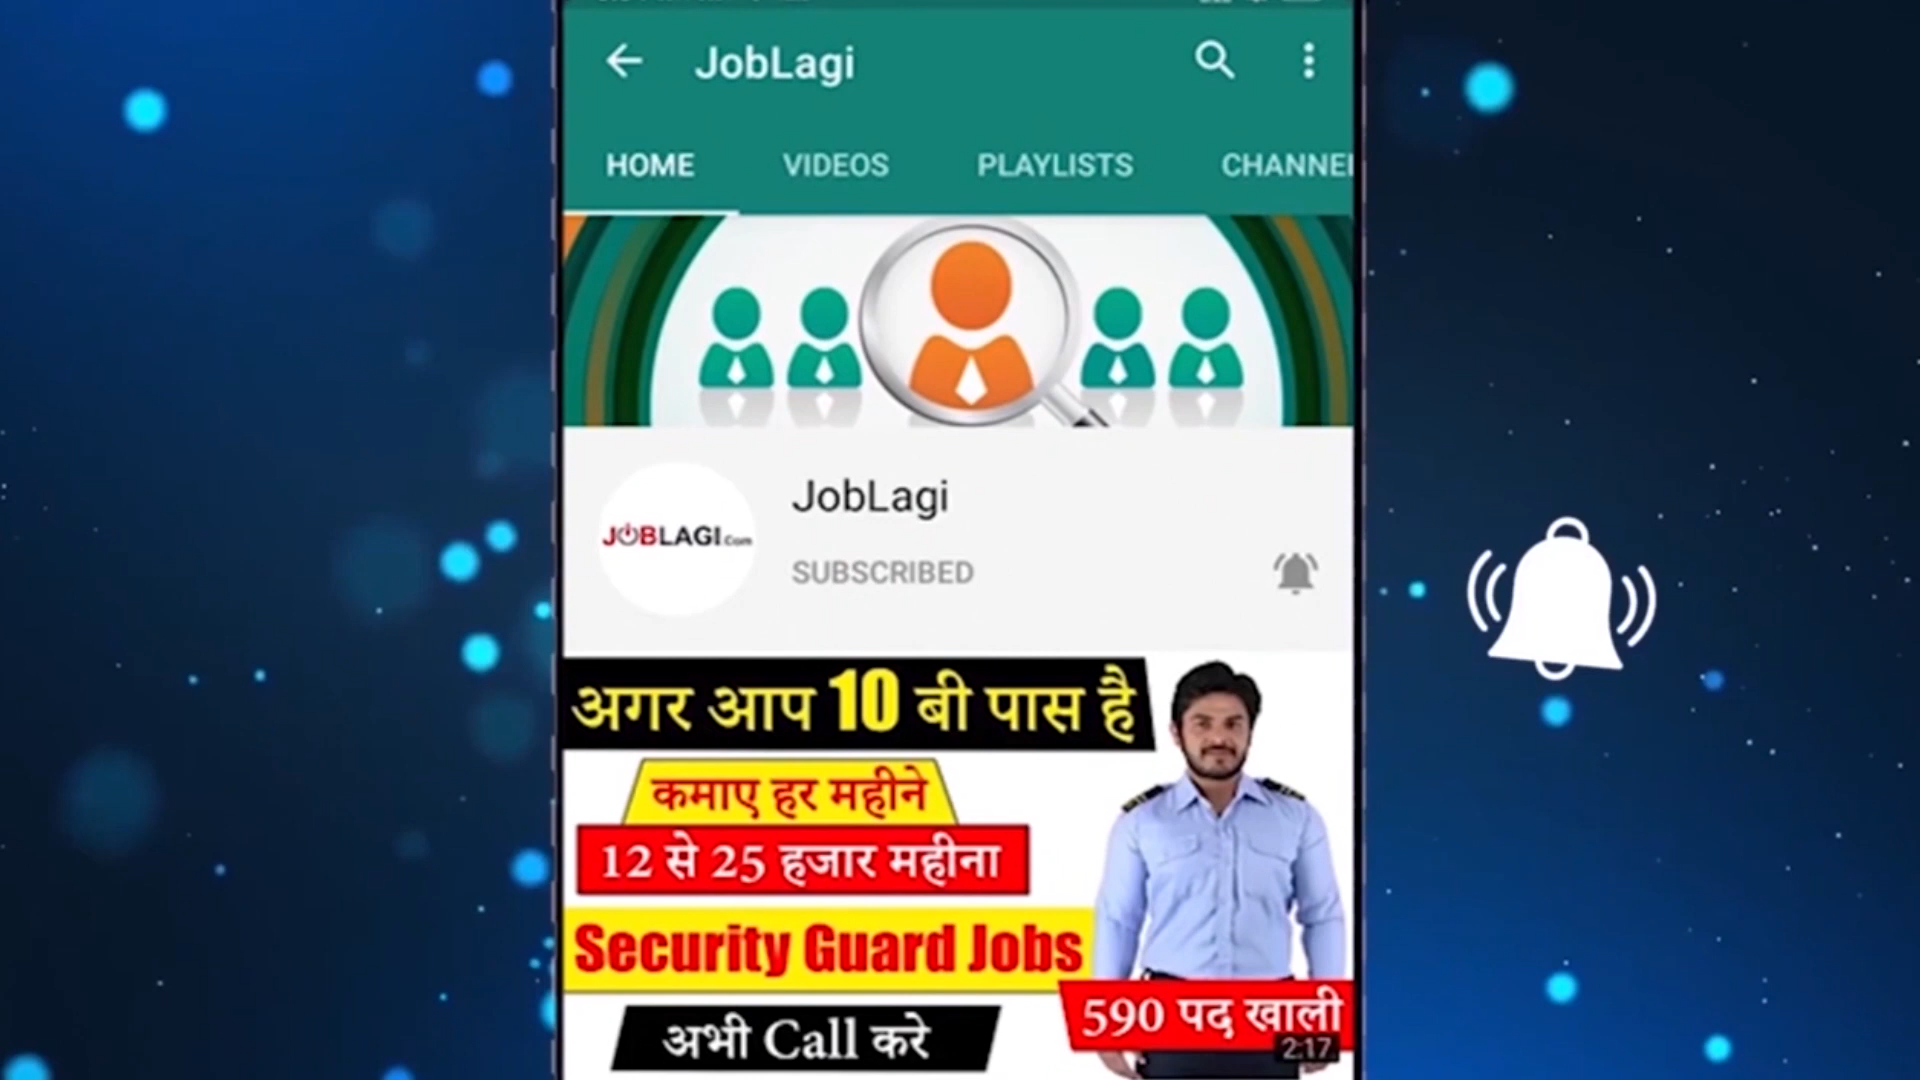 JobLagi
HOME VIDEOS PLAYLISTS CHANNEL
JOBLAGI.Com
JobLagi
SUBSCRIBED
अगर आप 10 बी पास है
कमाए हर महीने
12 से 25 हजार महीना
Security Guard Jobs
590 पद खाली
अभी Call करे
2:17